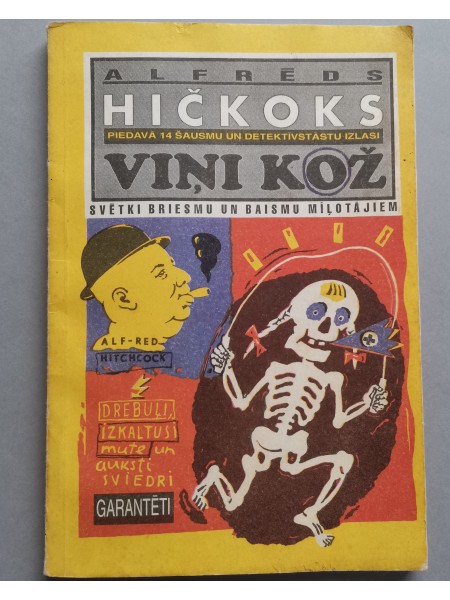 ALFRĒDS
HIČKOKS
PIEDĀVĀ 14 ŠAUSMU UN DETEKTĪVSTĀSTU IZLASI
VIŅI KOŽ
SVĒTKI BRIESMU UN BAISMU MĪĻOTĀJIEM
ALF-RED
HITCHCOCK
DREBUĻI,
IZKALTUSI
mute un
auksti
SVIEDRI
GARANTĒTI